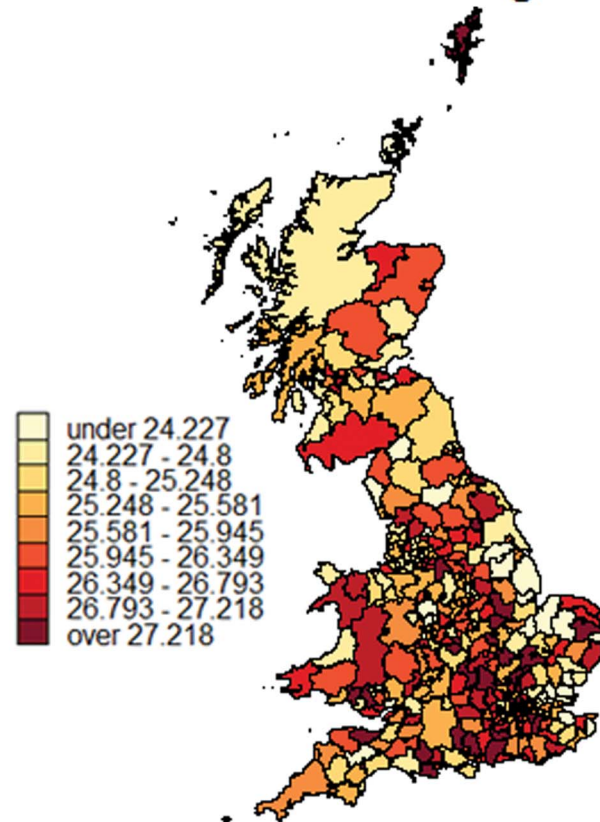 under 24.227
24.227 - 24.8
24.8 - 25.248
25.248 - 25.581
25.581 - 25.945
25.945 - 26.349
26.349 - 26.793
26.793 - 27.218
over 27.218